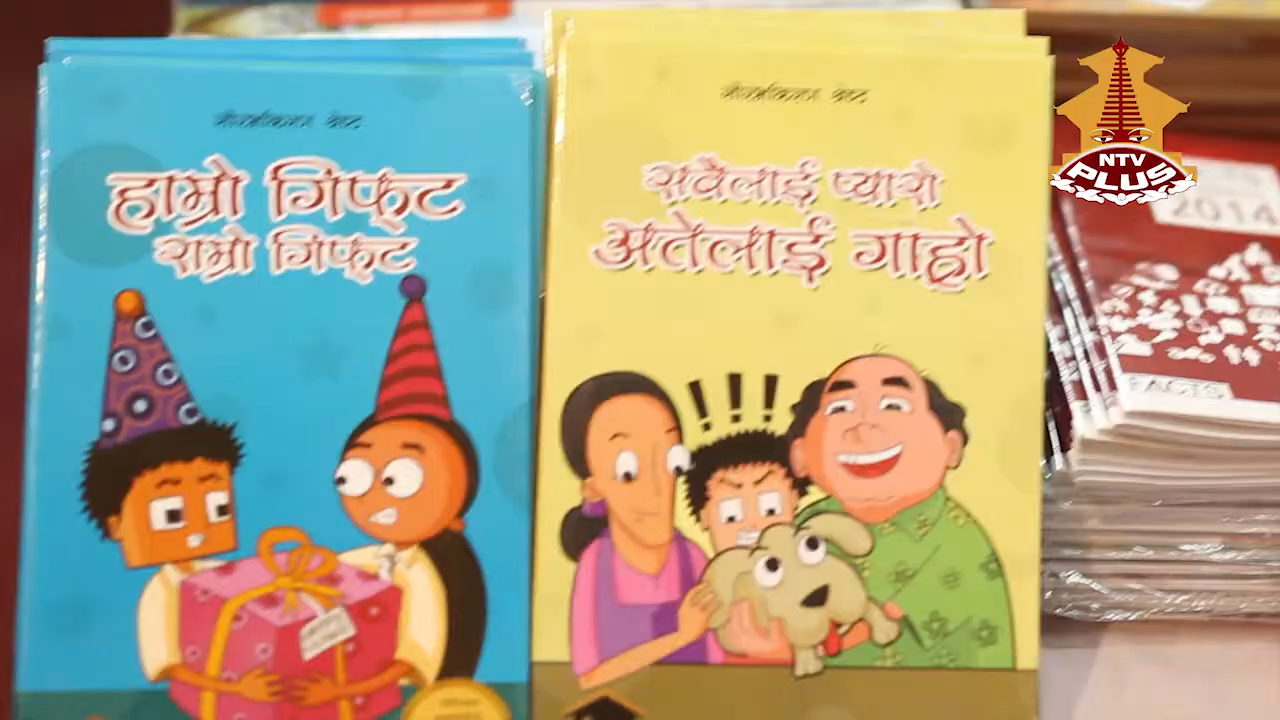 हाम्रो गिफ्ट
राम्रो गिफ्ट
सबैलाई प्यारो
अतेलाई गाह्रो
NTV
PLUS
2014
FACTS